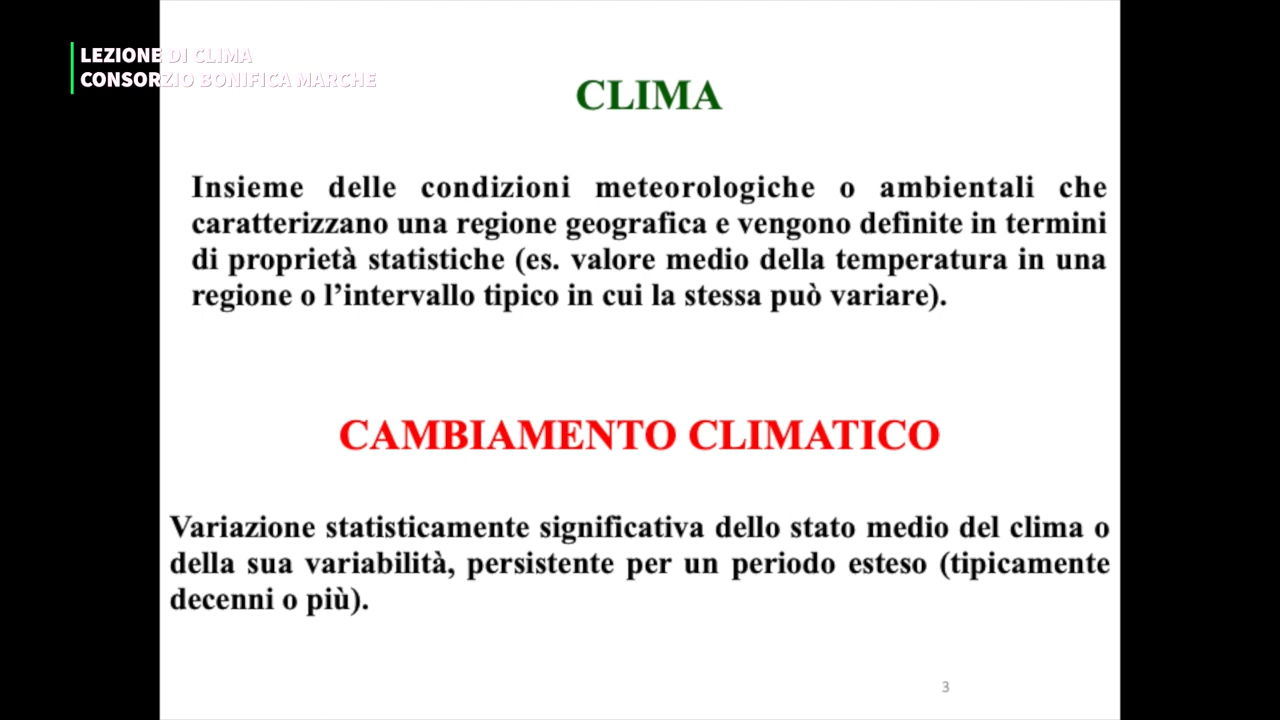 LEZIONE DI CLIMA
CONSORZIO BONIFICA MARCHE
CLIMA
Insieme delle condizioni meteorologiche o ambientali che
caratterizzano una regione geografica e vengono definite in termini
di proprietà statistiche (es. valore medio della temperatura in una
regione o l’intervallo tipico in cui la stessa può variare).
CAMBIAMENTO CLIMATICO
Variazione statisticamente significativa dello stato medio del clima o
della sua variabilità, persistente per un periodo esteso (tipicamente
decenni o più).
3